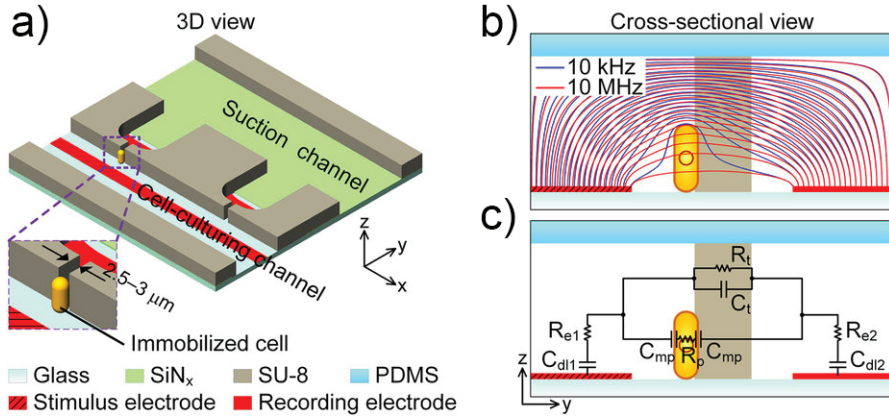 a)
3D view
Suction channel
Cell-culturing channel
z
y
x
2.5–3 μm
Immobilized cell
b)
Cross-sectional view
10 kHz
10 MHz
c)
Rt
Ct
Re1
Cdl1
Cmp
Rp
Cmp
Re2
Cdl2
z
y
Glass
SiNx
SU-8
PDMS
Stimulus electrode
Recording electrode